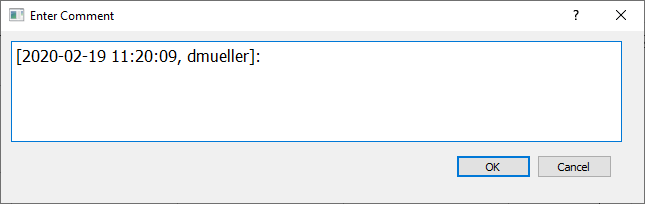 Enter Comment
?
[2020-02-19 11:20:09, dmueller]:
OK
Cancel